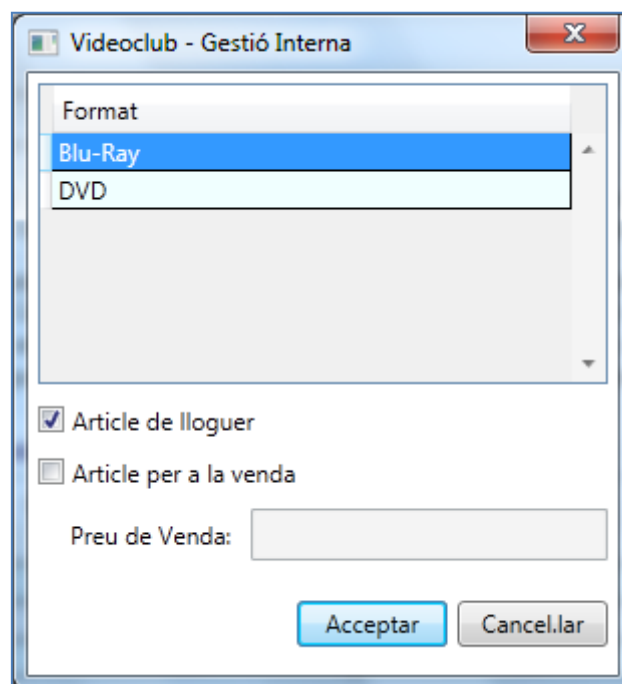 Videoclub - Gestió Interna
Format
Blu-Ray
DVD
Article de lloguer
Article per a la venda
Preu de Venda:
Acceptar Cancel.lar